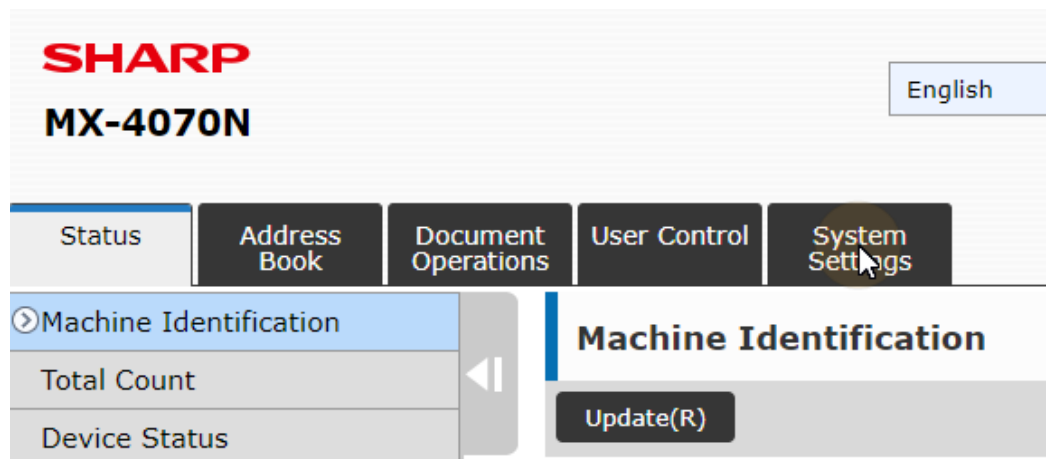 SHARP
MX-4070N
English
Status
Address
Book
Document
Operations
User Control
System
Settings
Machine Identification
Total Count
Device Status
Machine Identification
Update(R)